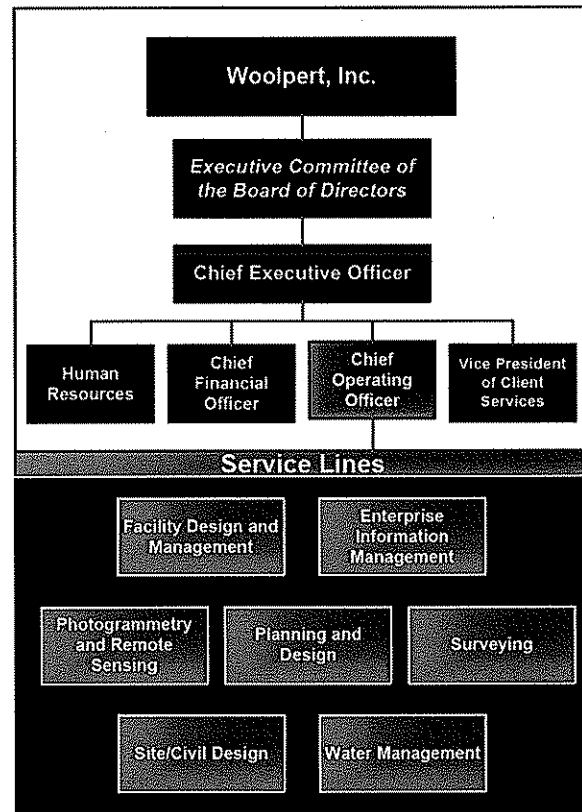 Woolpert, Inc.
Executive Committee of
the Board of Directors
Chief Executive Officer
Human
Resources
Chief
Financial
Officer
Chief
Operating
Officer
Vice President
of Client
Services
Service Lines
Facility Design and
Management
Enterprise
Information
Management
Photogrammetry
and Remote
Sensing
Planning and
Design
Surveying
Site/Civil Design
Water Management